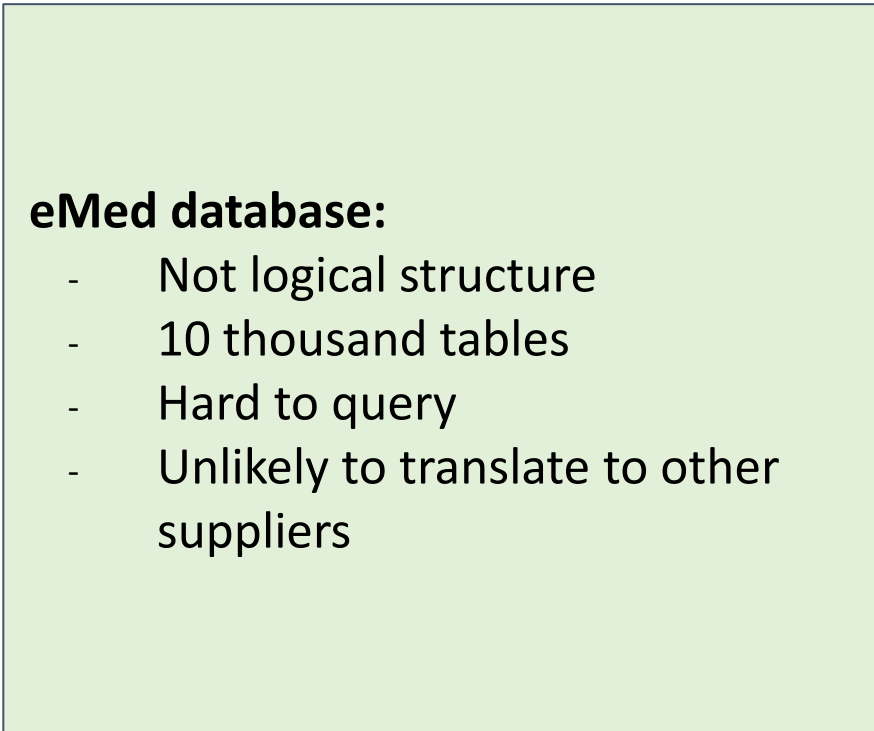 eMed database:
- Not logical structure
- 10 thousand tables
- Hard to query
- Unlikely to translate to other
suppliers